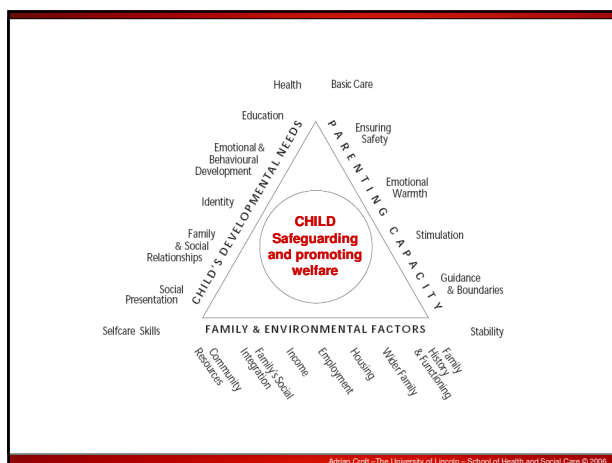 Health
Basic Care
Education
Ensuring
Safety
Emotional &
Behavioural
Development
Emotional
Warmth
Identity
Stimulation
Family
& Social
Relationships
Guidance
& Boundaries
Social
Presentation
Selfcare Skills
Stability
CHILD'S DEVELOPMENTAL NEEDS
PARENTING CAPACITY
CHILD
Safeguarding
and promoting
welfare
FAMILY & ENVIRONMENTAL FACTORS
Community
Resources
Family's Social
Integration
Income
Employment
Housing
Wider Family
Family
History
& Functioning
Adrian Croft –The University of Lincoln – School of Health and Social Care © 2006